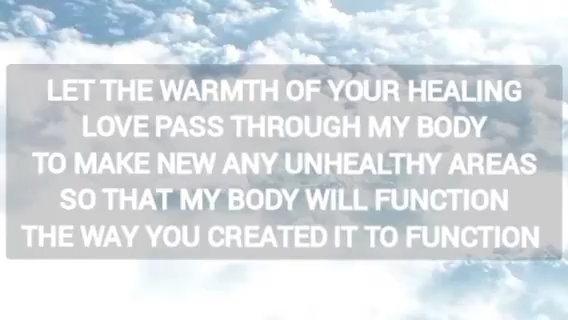 LET THE WARMTH OF YOUR HEALING
LOVE PASS THROUGH MY BODY
TO MAKE NEW ANY UNHEALTHY AREAS
SO THAT MY BODY WILL FUNCTION
THE WAY YOU CREATED IT TO FUNCTION